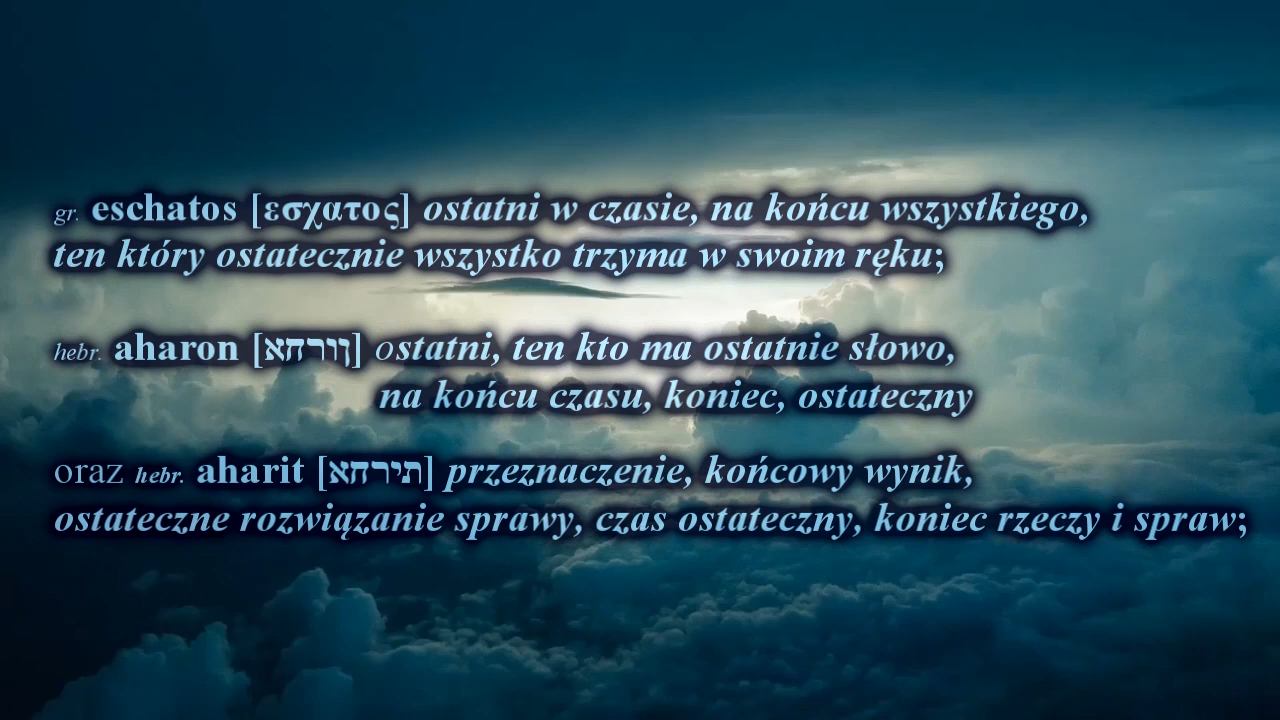 gr. eschatos [εσχατος] ostatni w czasie, na końcu wszystkiego,
ten który ostatecznie wszystko trzyma w swoim ręku;
hebr. aharon [אחרון] ostatni, ten kto ma ostatnie słowo,
na końcu czasu, koniec, ostateczny
oraz hebr. aharit [אחרית] przeznaczenie, końcowy wynik,
ostateczne rozwiązanie sprawy, czas ostateczny, koniec rzeczy i spraw;